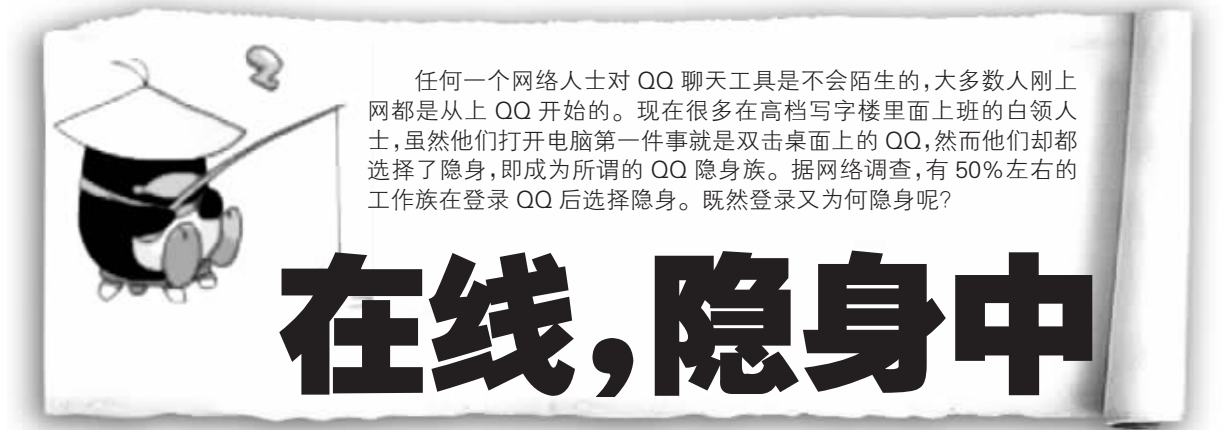 任何一个网络人士对 QQ 聊天工具是不会陌生的,大多数人刚上
网都是从上 QQ 开始的。现在很多在高档写字楼里面上班的白领人
士,虽然他们打开电脑第一件事就是双击桌面上的 QQ,然而他们却都
选择了隐身,即成为所谓的 QQ 隐身族。据网络调查,有 50%左右的
工作族在登录 QQ 后选择隐身。既然登录又为何隐身呢?
在线,隐身中